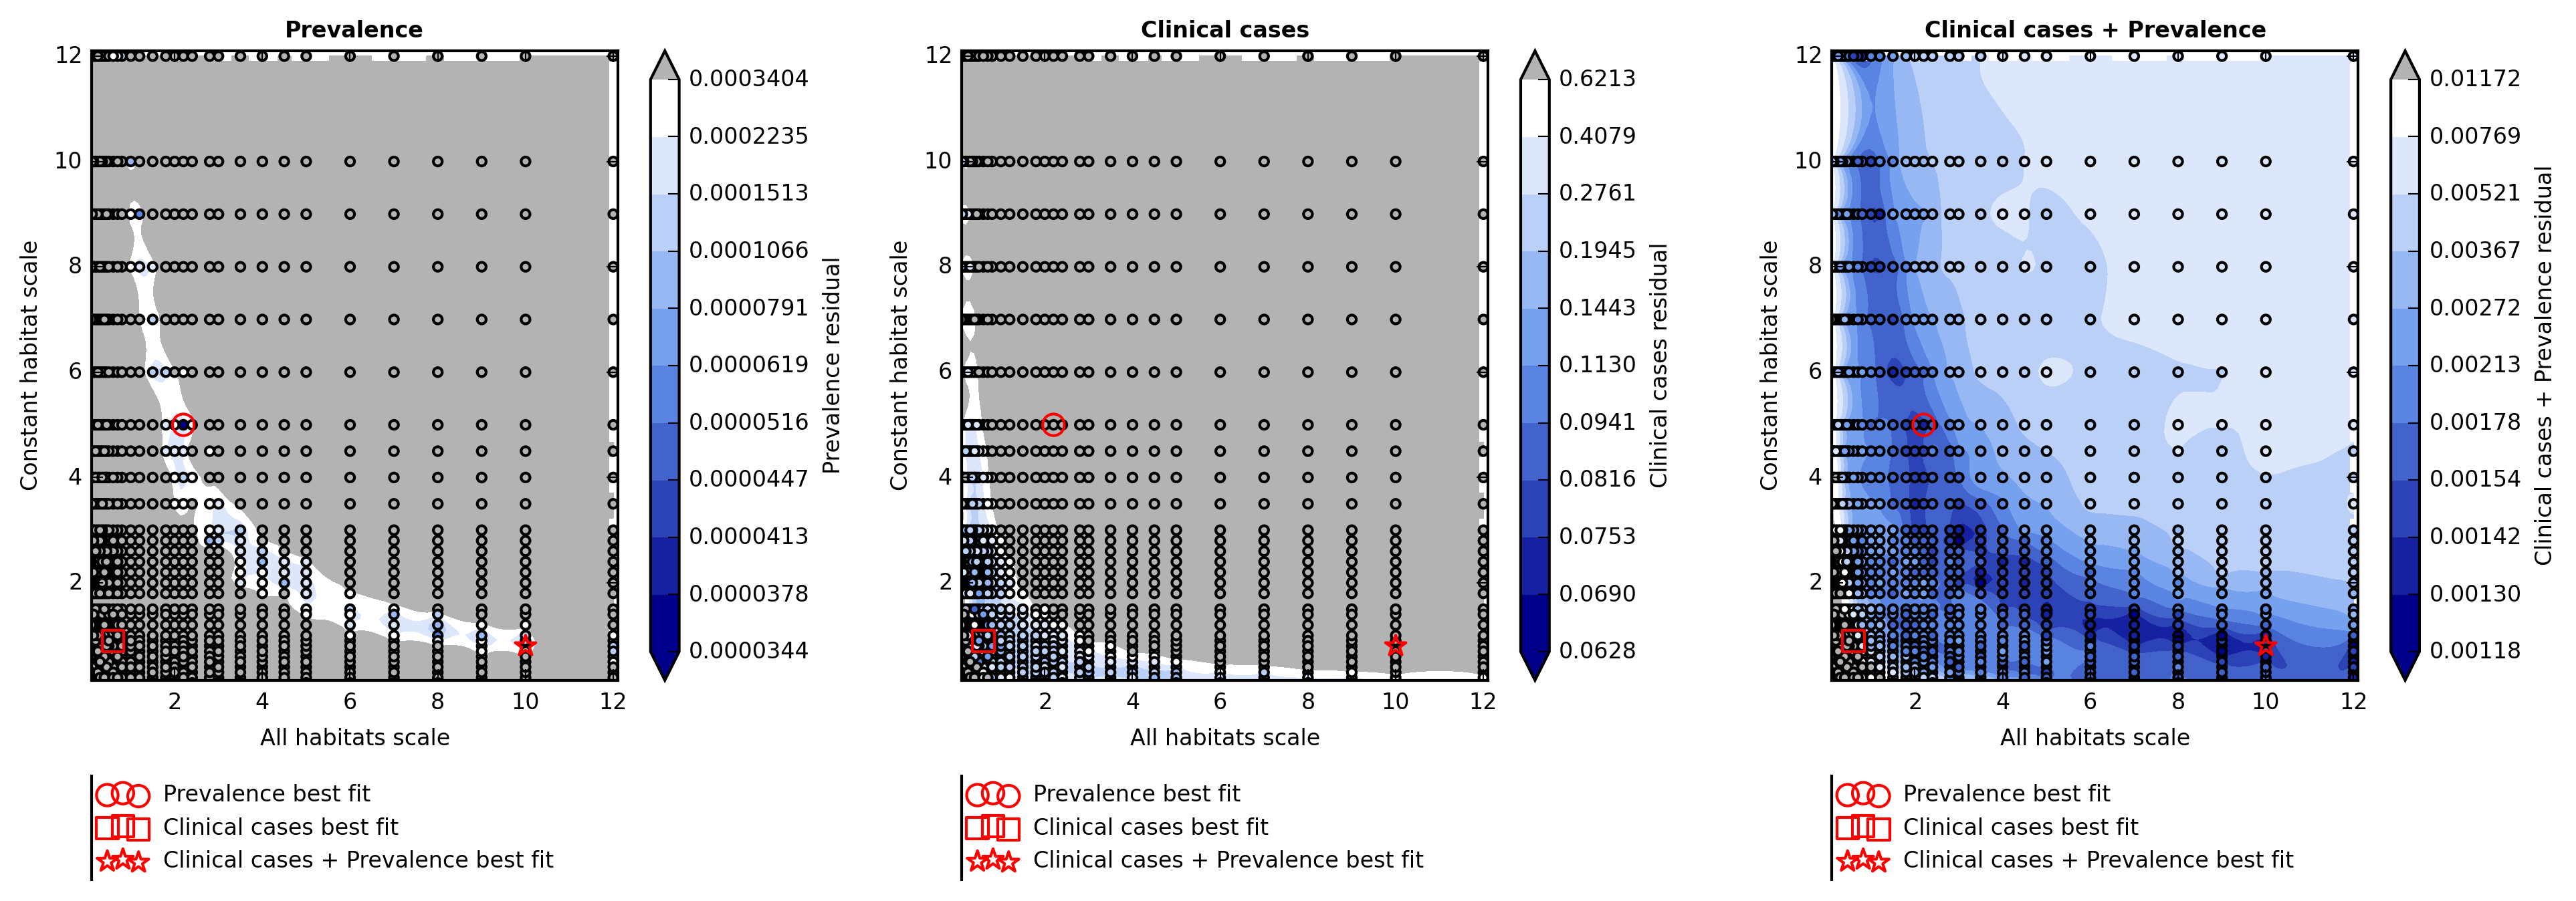 Prevalence
Constant habitat scale
12
10
8
6
4
2
2 4 6 8 10 12
All habitats scale
0.0003404
0.0002235
0.0001513
0.0001066
0.0000791
0.0000619
0.0000516
0.0000447
0.0000413
0.0000378
0.0000344
Prevalence residual
Prevalence best fit
Clinical cases best fit
Clinical cases + Prevalence best fit
Clinical cases
Constant habitat scale
12
10
8
6
4
2
2 4 6 8 10 12
All habitats scale
0.6213
0.4079
0.2761
0.1945
0.1443
0.1130
0.0941
0.0816
0.0753
0.0690
0.0628
Clinical cases residual
Prevalence best fit
Clinical cases best fit
Clinical cases + Prevalence best fit
Clinical cases + Prevalence
Constant habitat scale
12
10
8
6
4
2
2 4 6 8 10 12
All habitats scale
0.01172
0.00769
0.00521
0.00367
0.00272
0.00213
0.00178
0.00154
0.00142
0.00130
0.00118
Clinical cases + Prevalence residual
Prevalence best fit
Clinical cases best fit
Clinical cases + Prevalence best fit